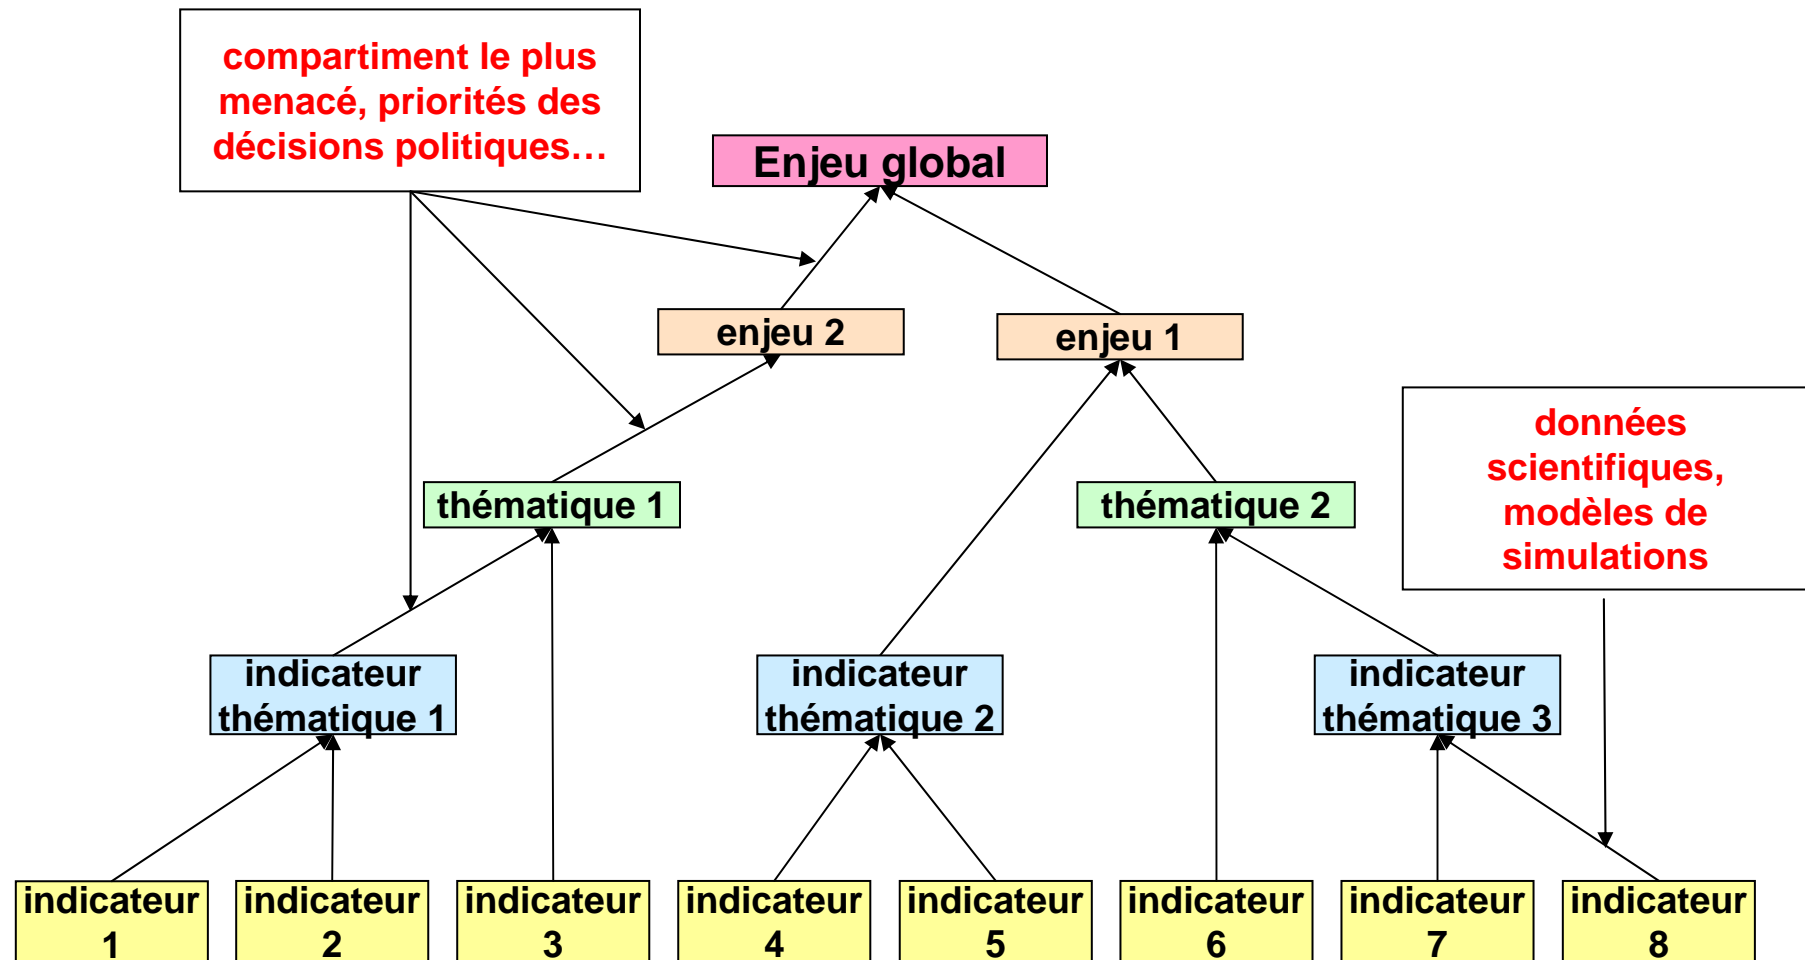 compartiment le plus
menacé, priorités des
décisions politiques…
Enjeu global
enjeu 2
enjeu 1
données
scientifiques,
modèles de
simulations
thématique 1
thématique 2
indicateur
thématique 1
indicateur
thématique 2
indicateur
thématique 3
indicateur
1
indicateur
2
indicateur
3
indicateur
4
indicateur
5
indicateur
6
indicateur
7
indicateur
8